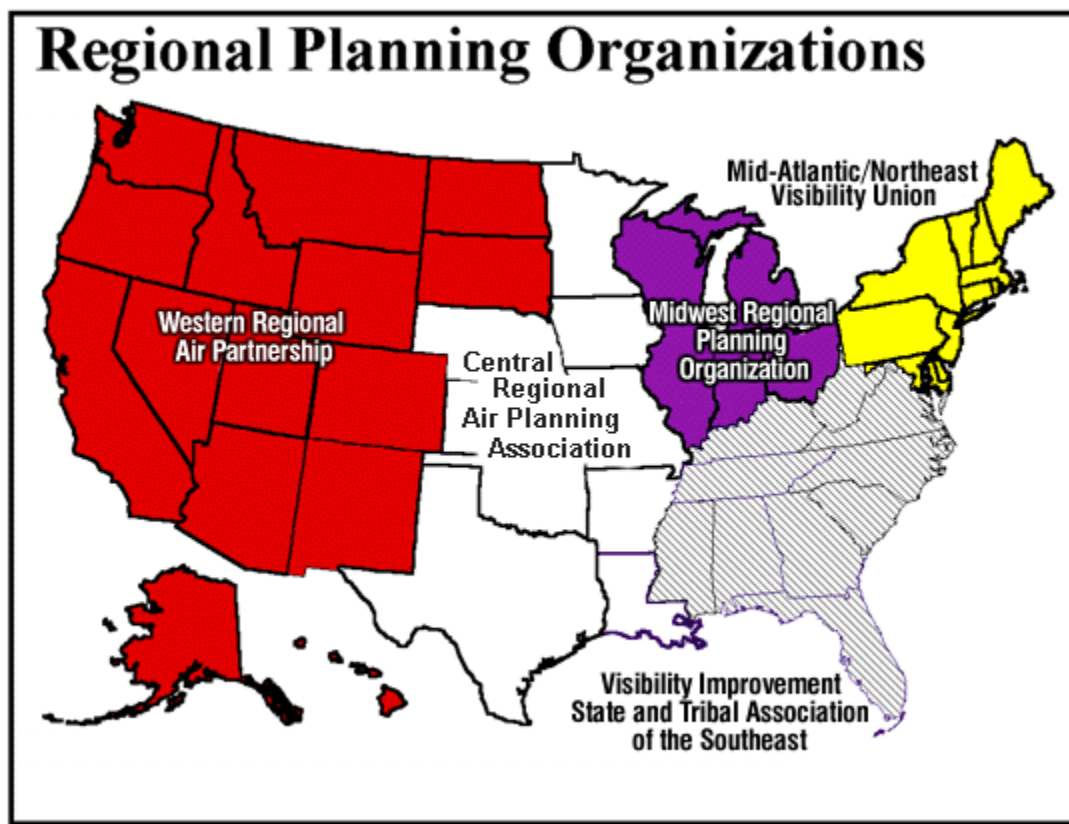 Regional Planning Organizations
Mid-Atlantic/Northeast
Visibility Union
Western Regional
Air Partnership
Central
Regional
Air Planning
Association
Midwest Regional
Planning
Organization
Visibility Improvement
State and Tribal Association
of the Southeast